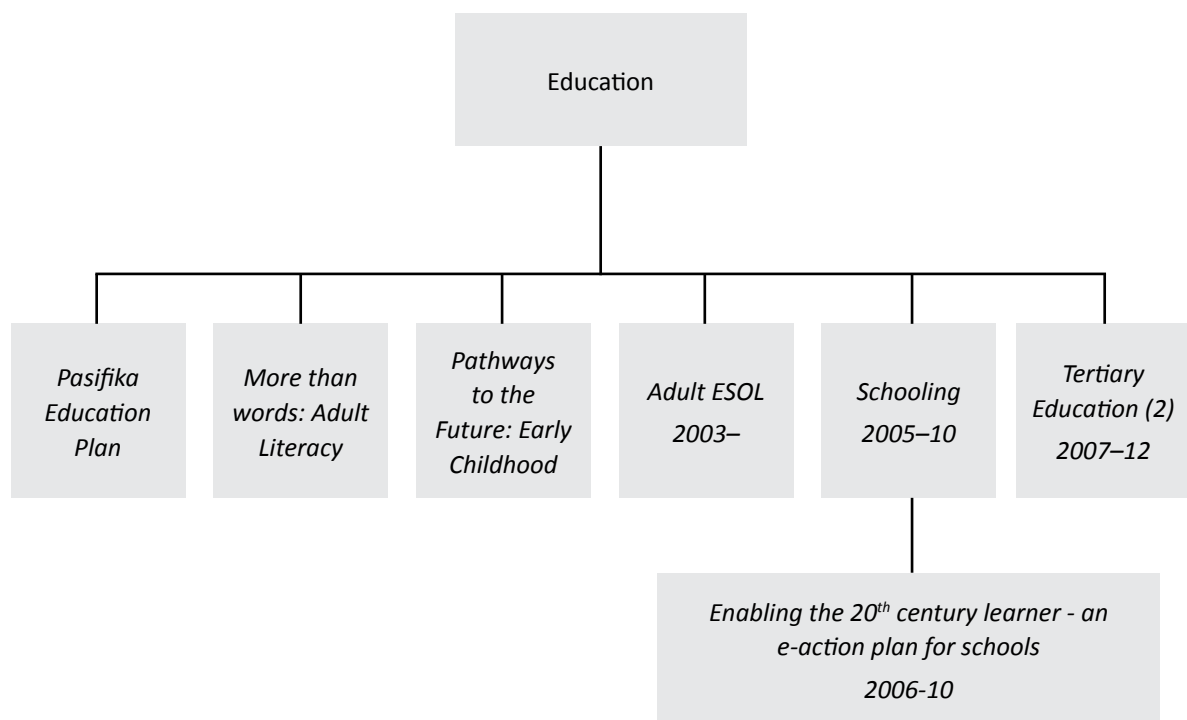 Education
Pasifika
Education
Plan
More than
words: Adult
Literacy
Pathways
to the
Future: Early
Childhood
Adult ESOL
2003–
Schooling
2005–10
Tertiary
Education (2)
2007–12
Enabling the 20th century learner - an
e-action plan for schools
2006-10